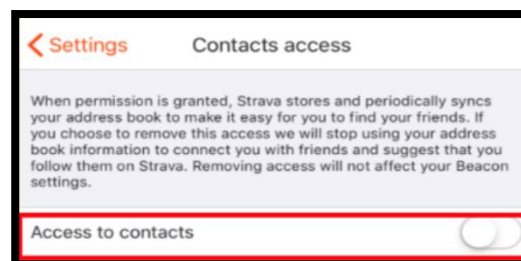 Settings Contacts access
When permission is granted, Strava stores and periodically syncs
your address book to make it easy for you to find your friends. If
you choose to remove this access we will stop using your address
book information to connect you with friends and suggest that you
follow them on Strava. Removing access will not affect your Beacon
settings.
Access to contacts